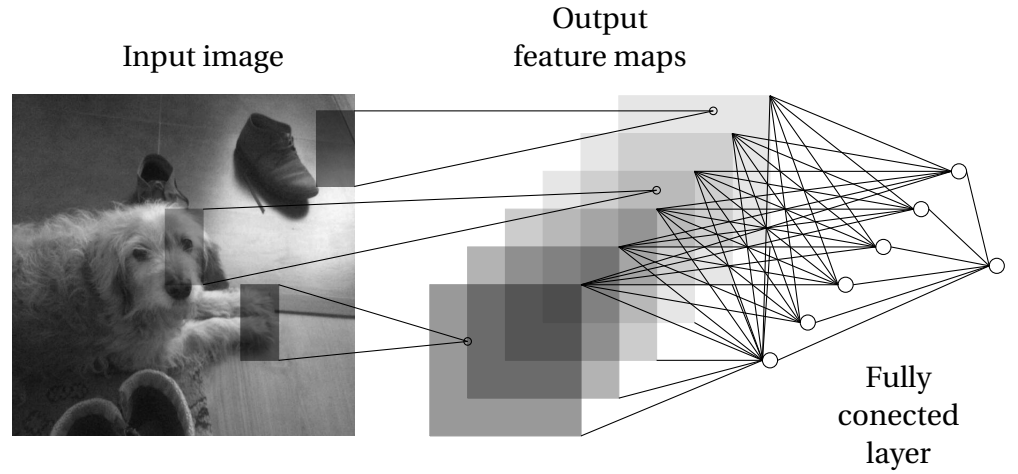 Input image
Output
feature maps
Fully
conected
layer